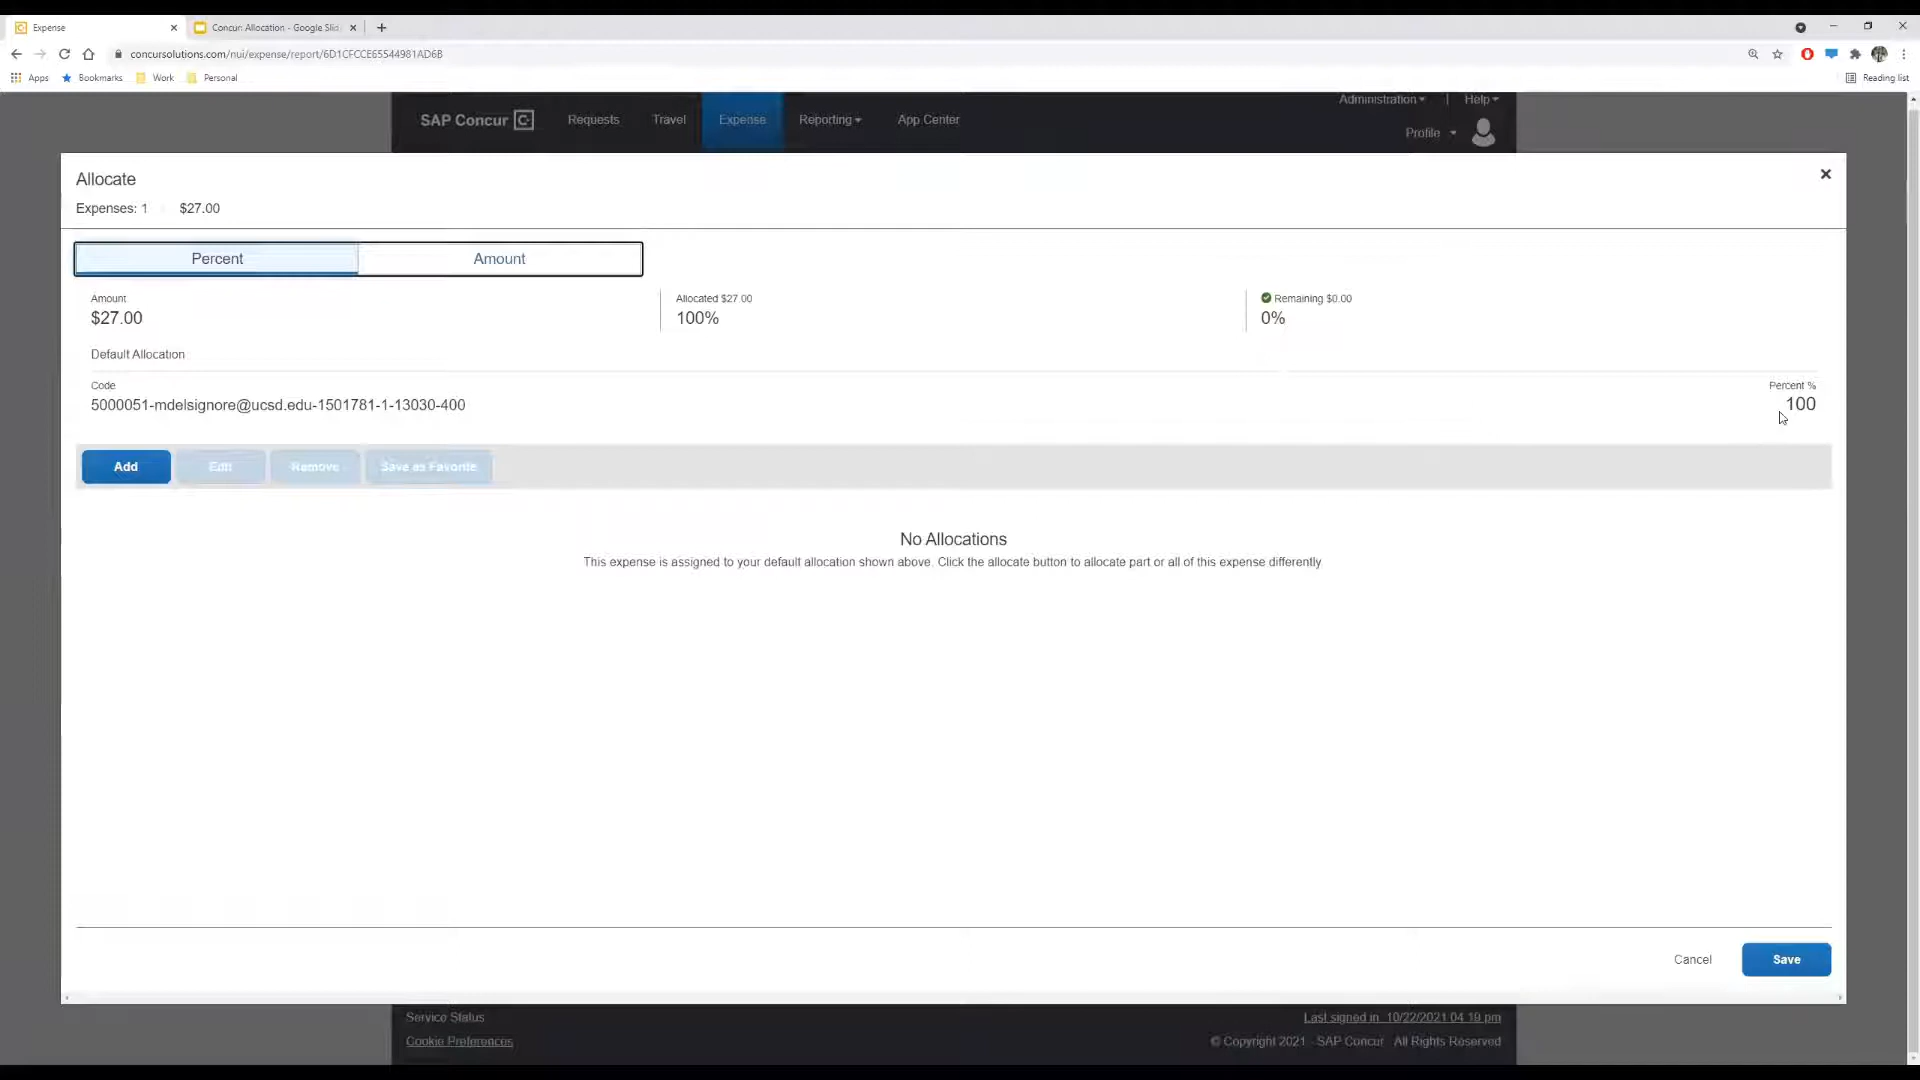 Expense
Concur Allocation - Google Slid
concursolutions.com/nui/expense/report/6D1CFCCE65544981AD6B
Apps
Bookmarks
Work
Personal
Reading list
SAP Concur C
Requests
Travel
Expense
Reporting
App Center
Administration
|
Help
Profile
Allocate
Expenses: 1
$27.00
Percent
Amount
Amount
$27.00
Allocated $27.00
100%
Remaining $0.00
0%
Default Allocation
Code
5000051-mdelsignore@ucsd.edu-1501781-1-13030-400
Percent %
100
Add
Edit
Remove
Save as Favorite
No Allocations
This expense is assigned to your default allocation shown above. Click the allocate button to allocate part or all of this expense differently
Cancel
Save
Service Status
Cookie Preferences
Last signed in 10/22/2021 04:19 pm
© Copyright 2021 - SAP Concur All Rights Reserved